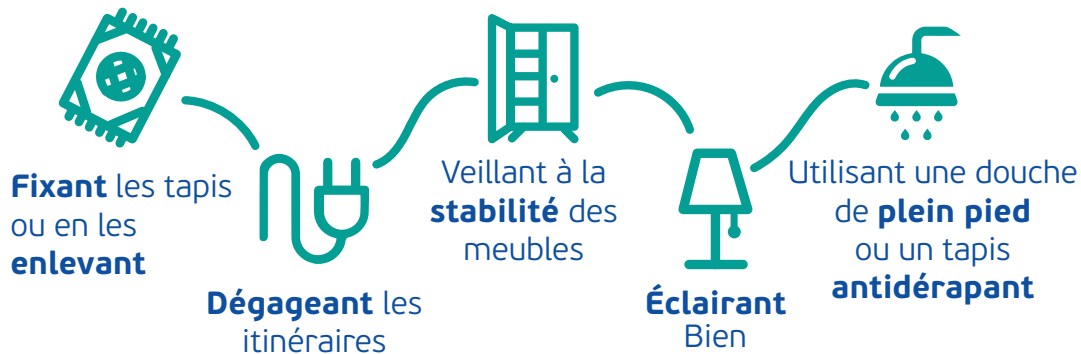 Fixant les tapis
ou en les
enlevant
Dégageant les
itinéraires
Veillant à la
stabilité des
meubles
Éclairant
Bien
Utilisant une douche
de plein pied
ou un tapis
antidérapant